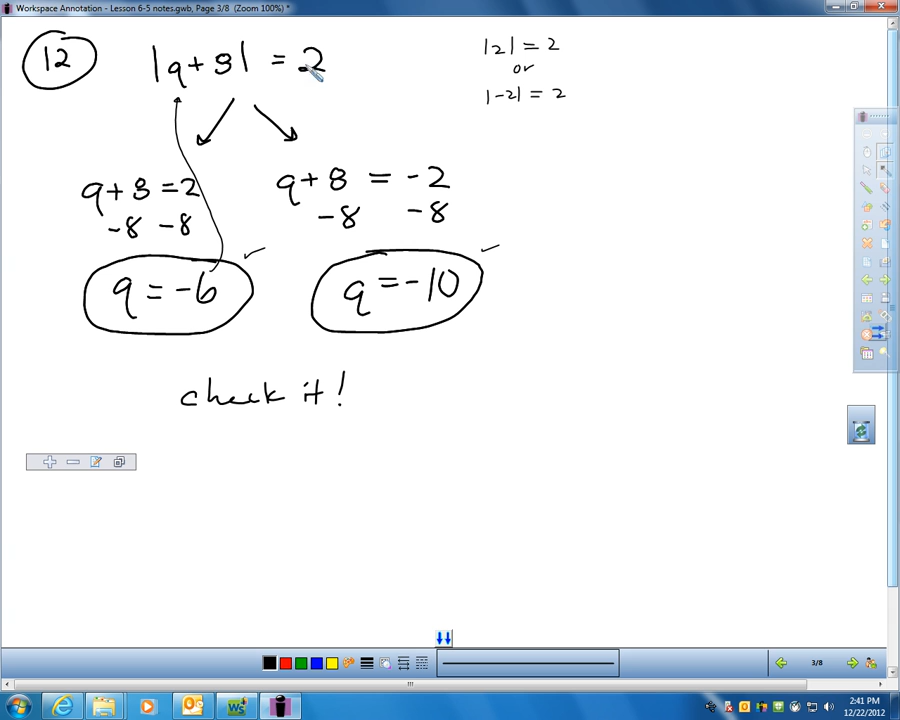 Workspace Annotation - Lesson 6-5 notes.gwb, Page 3/8 (Zoom 100%) *
12
|q+8| = 2
|2| = 2
or
|-2| = 2
q+8=2
q+8 = -2
-8 -8
-8 -8
q = -6 ✓
q = -10 ✓
check it!
3/8
2:41 PM
12/22/2012